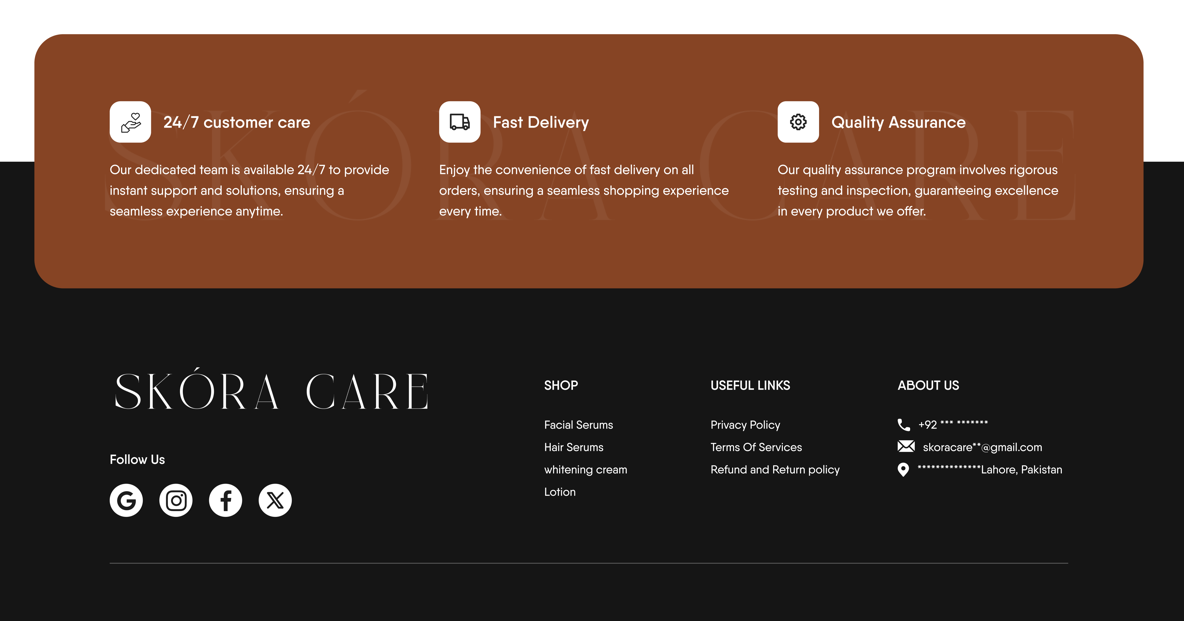 SKÓRA CARE
24/7 customer care
Our dedicated team is available 24/7 to provide
instant support and solutions, ensuring a
seamless experience anytime.
Fast Delivery
Enjoy the convenience of fast delivery on all
orders, ensuring a seamless shopping experience
every time.
Quality Assurance
Our quality assurance program involves rigorous
testing and inspection, guaranteeing excellence
in every product we offer.
SKÓRA CARE
Follow Us
SHOP
Facial Serums
Hair Serums
whitening cream
Lotion
USEFUL LINKS
Privacy Policy
Terms Of Services
Refund and Return policy
ABOUT US
+92 *** *******
skoracare**@gmail.com
**************Lahore, Pakistan